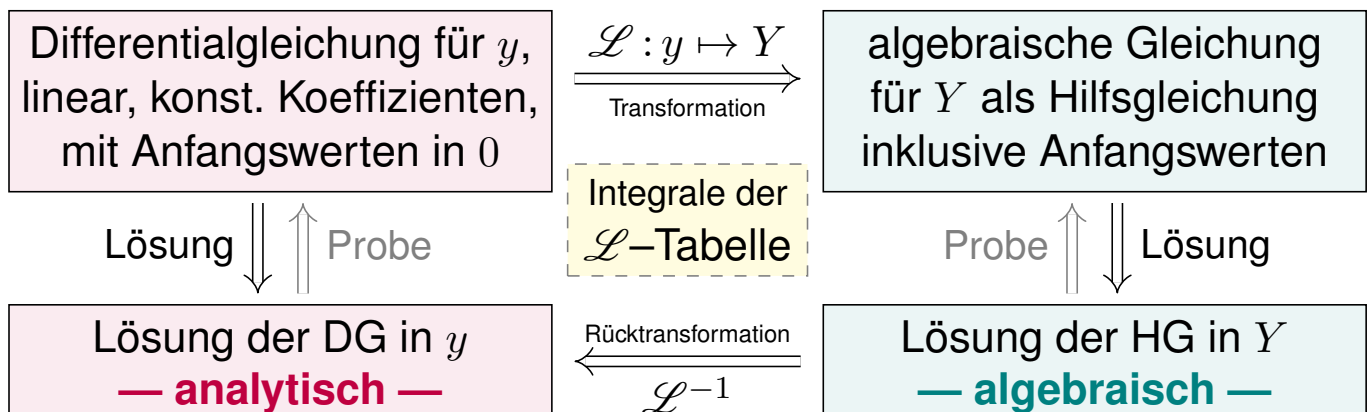 Differentialgleichung für y,
linear, konst. Koeffizienten,
mit Anfangswerten in 0
ℒ : y ↦ Y
Transformation
algebraische Gleichung
für Y als Hilfsgleichung
inklusive Anfangswerten
Integrale der
ℒ–Tabelle
Lösung
Probe
Probe
Lösung
Lösung der DG in y
— analytisch —
Rücktransformation
ℒ⁻¹
Lösung der HG in Y
— algebraisch —